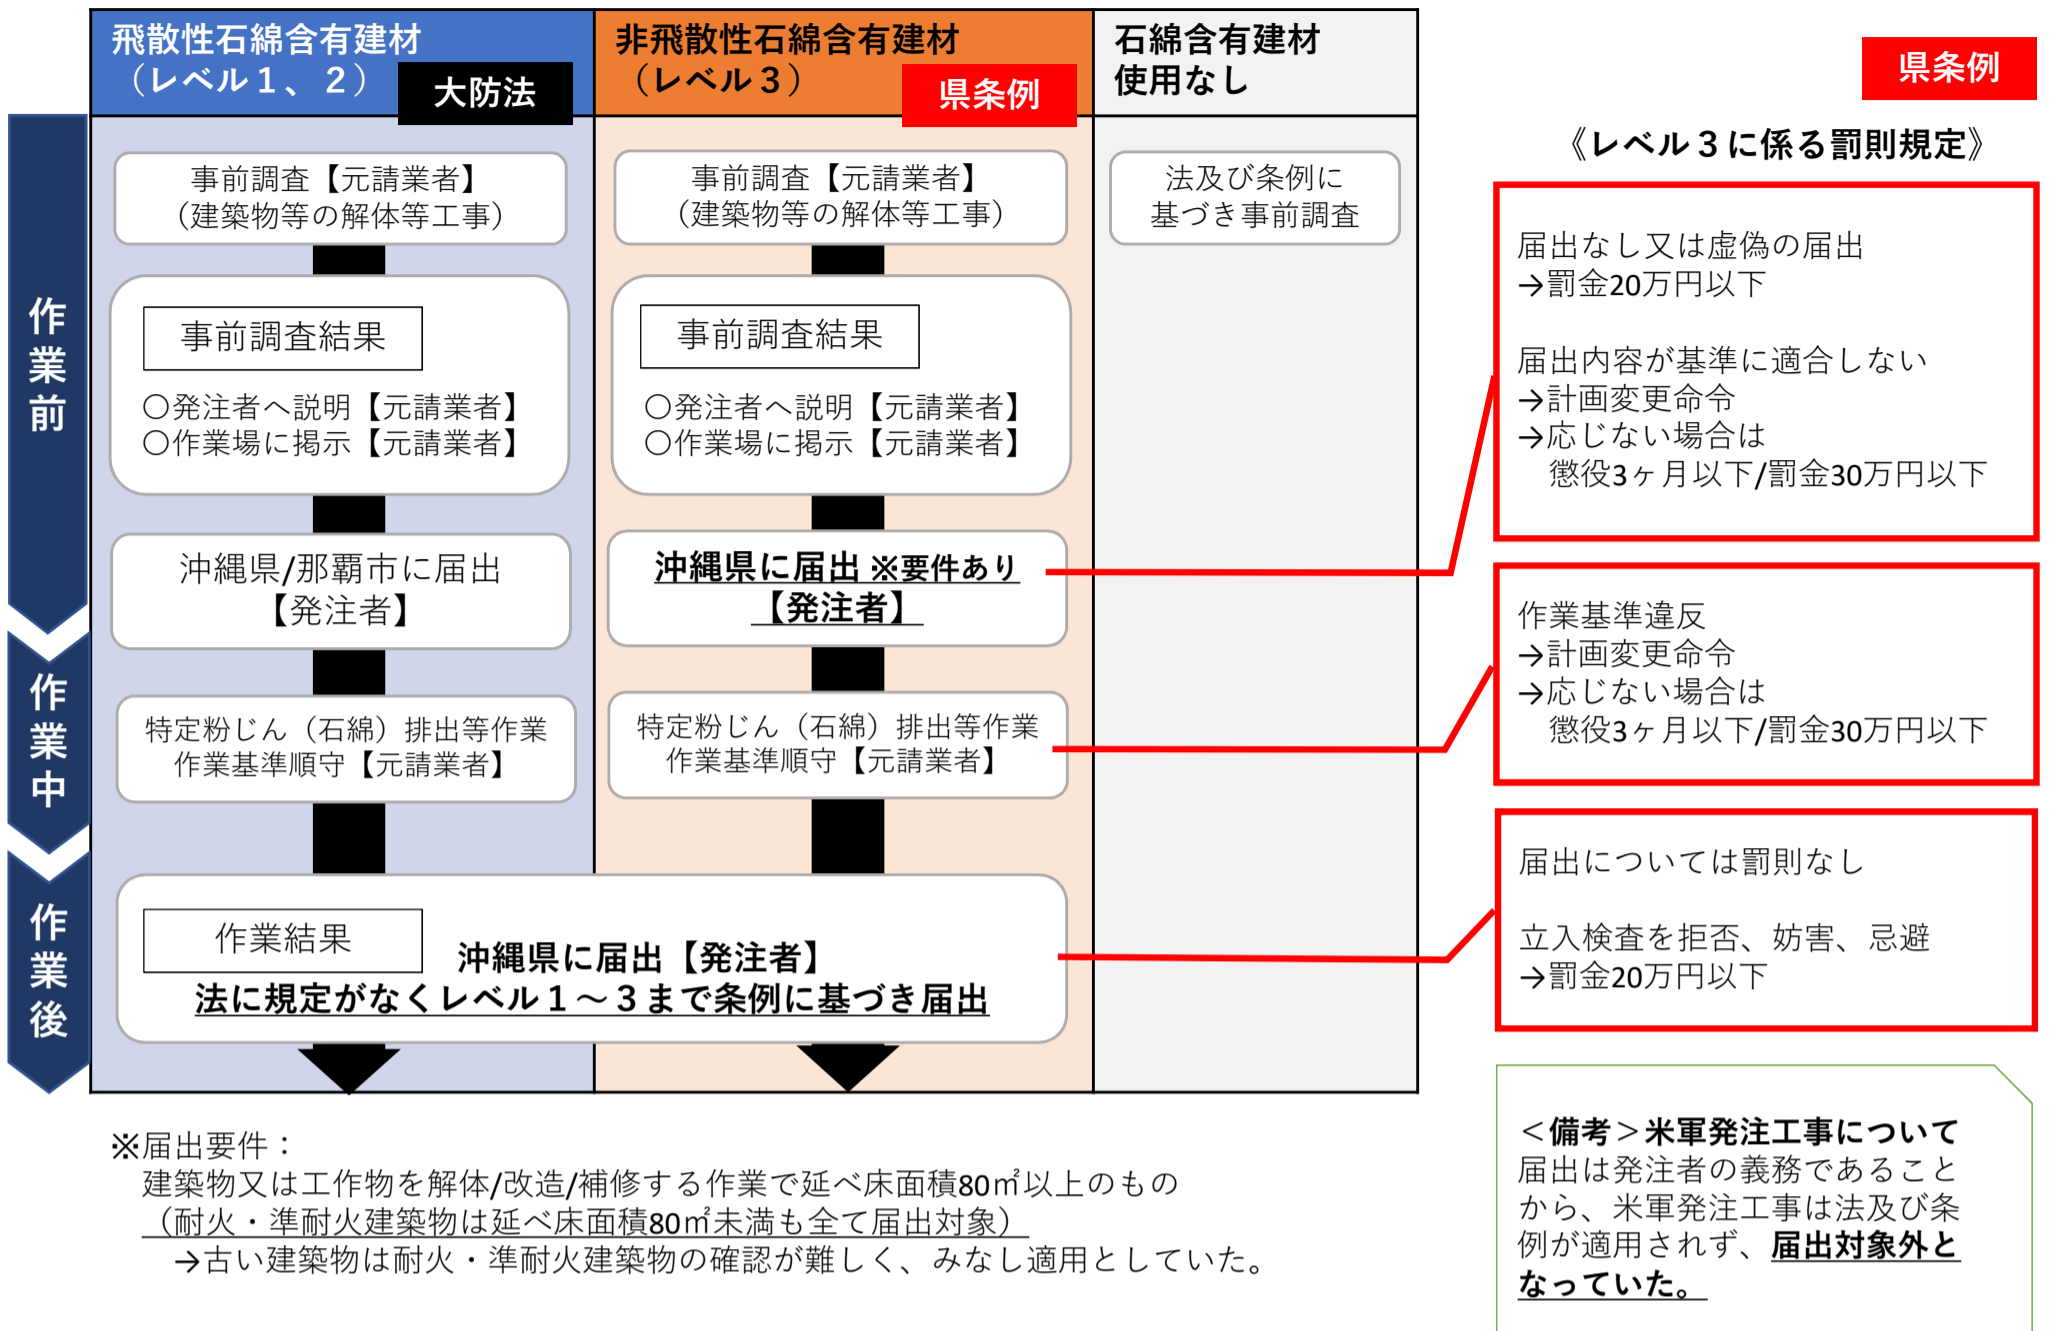 飛散性石綿含有建材
（レベル１、２）
大防法
非飛散性石綿含有建材
（レベル３）
県条例
石綿含有建材
使用なし
作業前
事前調査【元請業者】
（建築物等の解体等工事）
事前調査【元請業者】
（建築物等の解体等工事）
法及び条例に
基づき事前調査
事前調査結果
〇発注者へ説明【元請業者】
〇作業場に掲示【元請業者】
事前調査結果
〇発注者へ説明【元請業者】
〇作業場に掲示【元請業者】
沖縄県/那覇市に届出
【発注者】
沖縄県に届出 ※要件あり
【発注者】
作業中
特定粉じん（石綿）排出等作業
作業基準順守【元請業者】
特定粉じん（石綿）排出等作業
作業基準順守【元請業者】
作業後
作業結果
沖縄県に届出【発注者】
法に規定がなくレベル１～３まで条例に基づき届出
県条例
《レベル３に係る罰則規定》
届出なし又は虚偽の届出
→罰金20万円以下
届出内容が基準に適合しない
→計画変更命令
→応じない場合は
懲役3ヶ月以下/罰金30万円以下
作業基準違反
→計画変更命令
→応じない場合は
懲役3ヶ月以下/罰金30万円以下
届出については罰則なし
立入検査を拒否、妨害、忌避
→罰金20万円以下
※届出要件：
建築物又は工作物を解体/改造/補修する作業で延べ床面積80㎡以上のもの
（耐火・準耐火建築物は延べ床面積80㎡未満も全て届出対象）
→古い建築物は耐火・準耐火建築物の確認が難しく、みなし適用としていた。
＜備考＞米軍発注工事について
届出は発注者の義務であること
から、米軍発注工事は法及び条
例が適用されず、届出対象外と
なっていた。